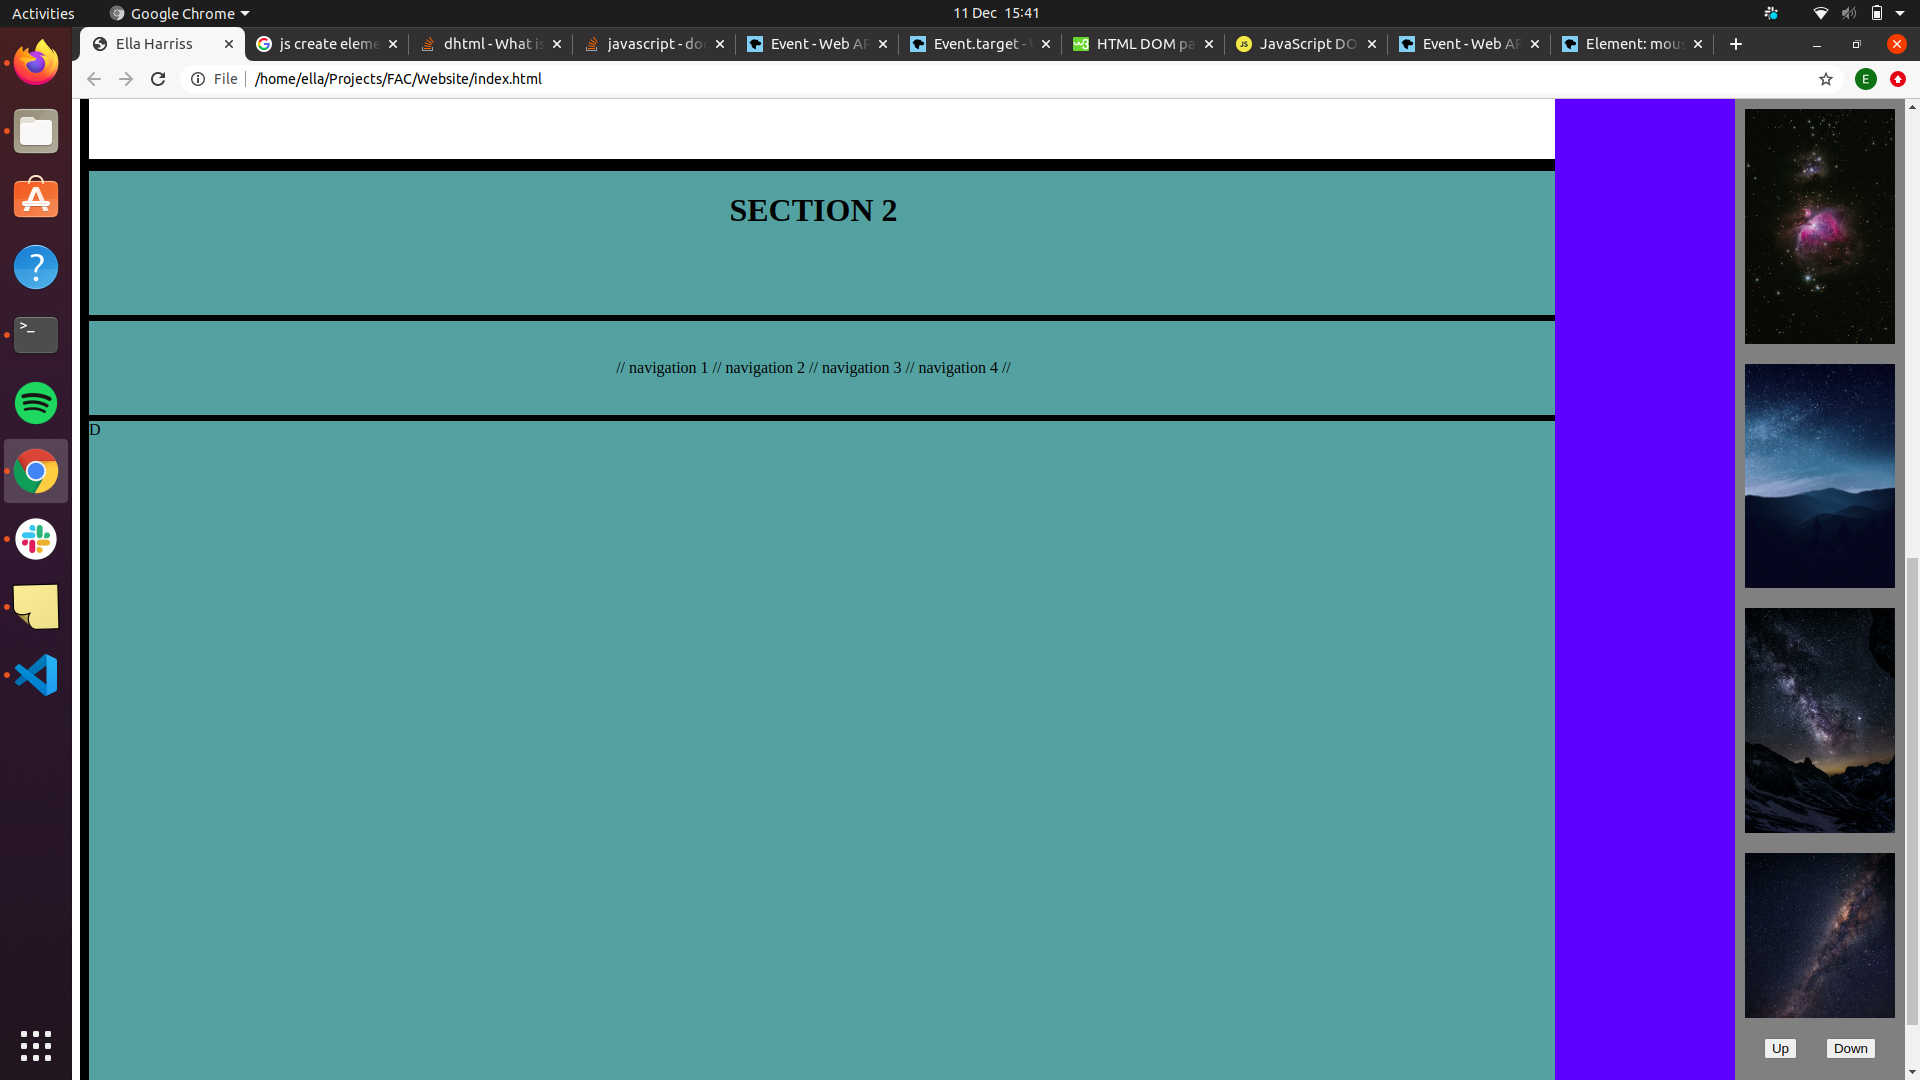 Activities
Google Chrome
11 Dec 15:41
Ella Harriss
js create eleme
dhtml - What is
javascript - doc
Event - Web AP
Event.target -
HTML DOM pa
JavaScript DO
Event - Web AP
Element: mous
File
/home/ella/Projects/FAC/Website/index.html
E
SECTION 2
// navigation 1 // navigation 2 // navigation 3 // navigation 4 //
D
Up
Down